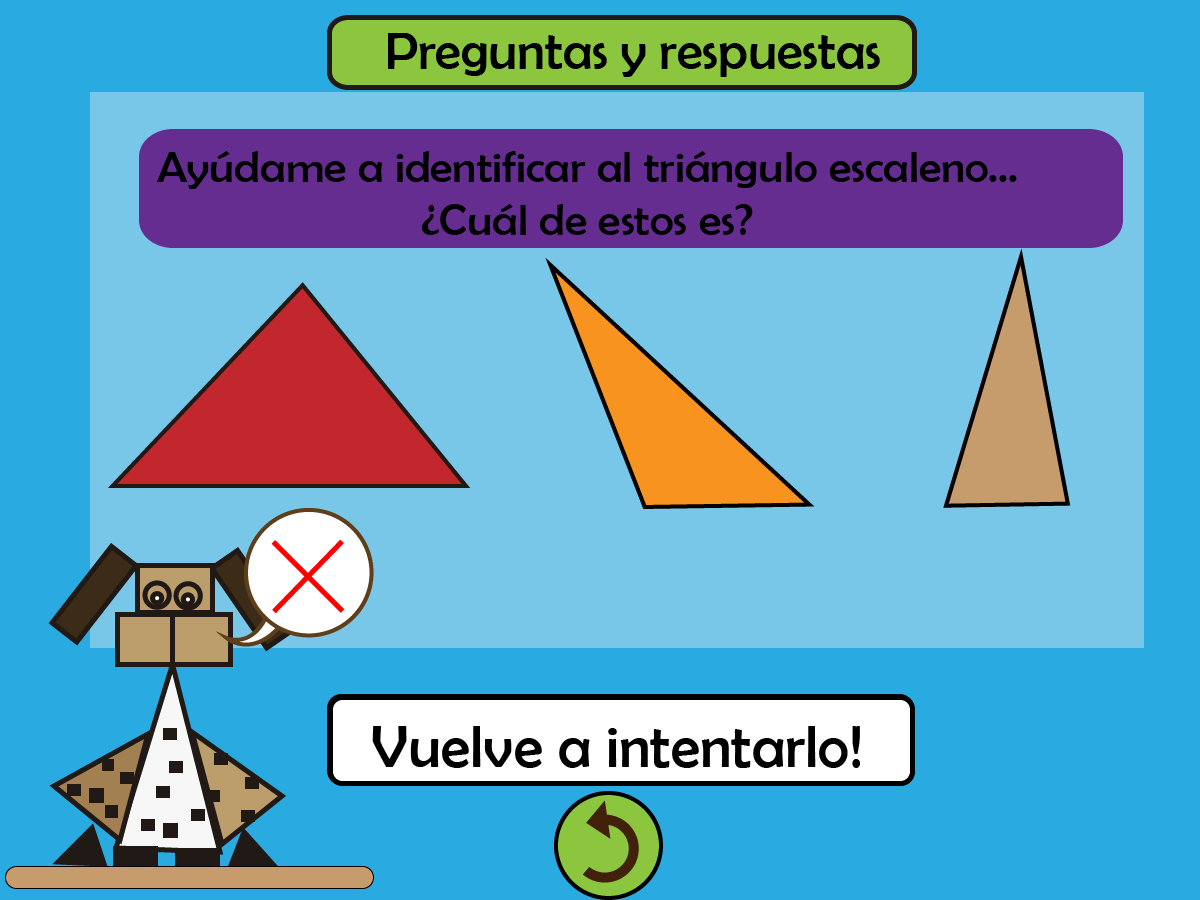 Preguntas y respuestas
Ayúdame a identificar al triángulo escaleno...
¿Cuál de estos es?
Vuelve a intentarlo!